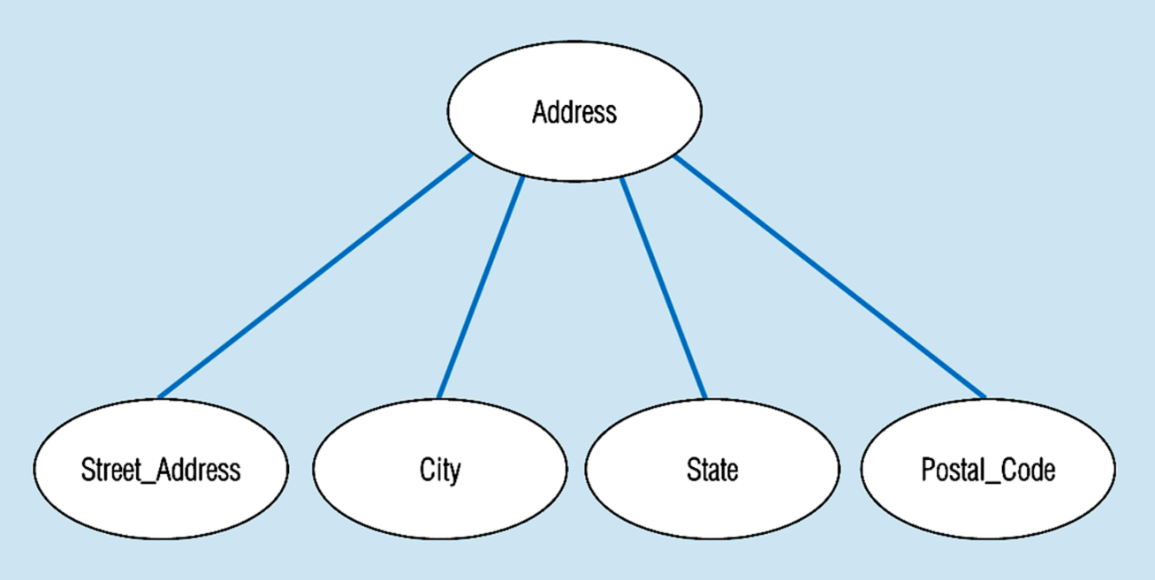 Address
Street_Address
City
State
Postal_Code